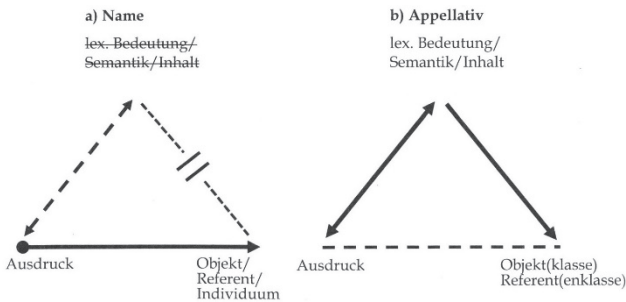 a) Name
lex. Bedeutung/
Semantik/Inhalt
Ausdruck
Objekt/
Referent/
Individuum
b) Appellativ
lex. Bedeutung/
Semantik/Inhalt
Ausdruck
Objekt(klasse)
Referent(enklasse)